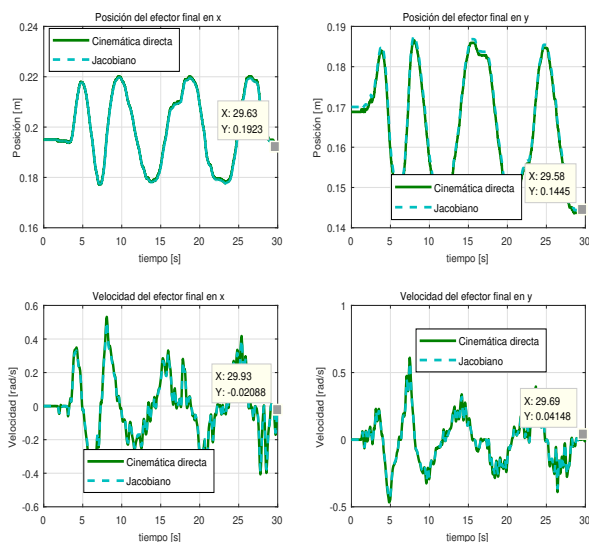 Posición del efector final en x
0.24
0.22
0.2
0.18
0.16
Posición [m]
Cinemática directa
Jacobiano
X: 29.63
Y: 0.1923
0 5 10 15 20 25 30
tiempo [s]
Posición del efector final en y
0.19
0.18
0.17
0.16
0.15
0.14
Posición [m]
X: 29.58
Y: 0.1445
Cinemática directa
Jacobiano
0 5 10 15 20 25 30
tiempo [s]
Velocidad del efector final en x
0.6
0.4
0.2
0
-0.2
-0.4
-0.6
Velocidad [rad/s]
X: 29.93
Y: -0.02088
Cinemática directa
Jacobiano
0 5 10 15 20 25 30
tiempo [s]
Velocidad del efector final en y
1
0.5
0
-0.5
Velocidad [rad/s]
Cinemática directa
Jacobiano
X: 29.69
Y: 0.04148
0 5 10 15 20 25 30
tiempo [s]